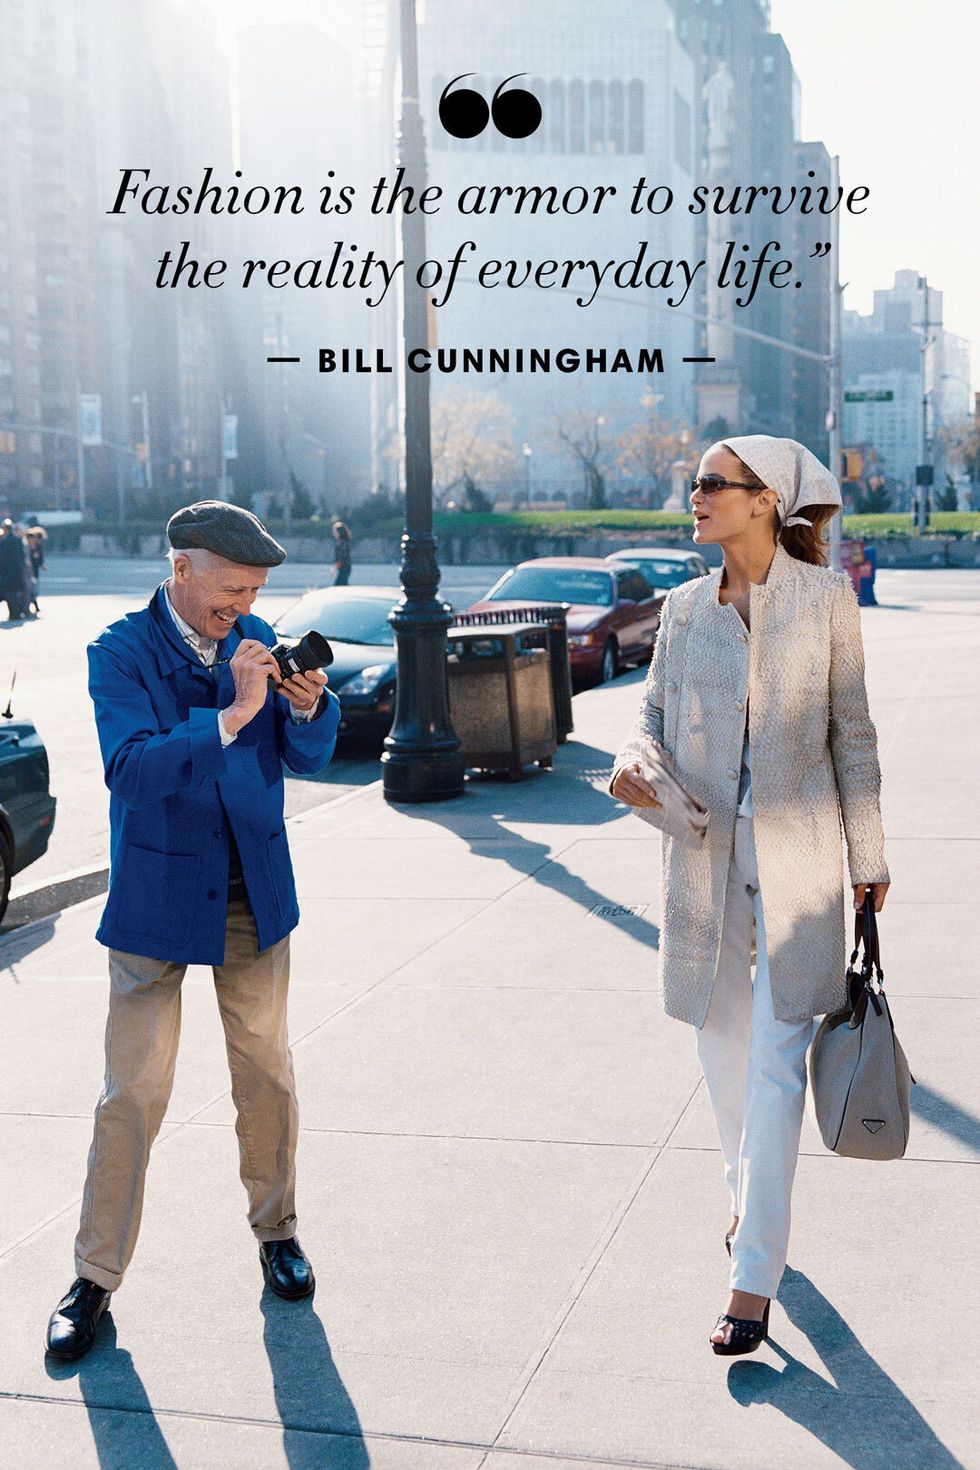 “
Fashion is the armor to survive
the reality of everyday life.”
— BILL CUNNINGHAM —